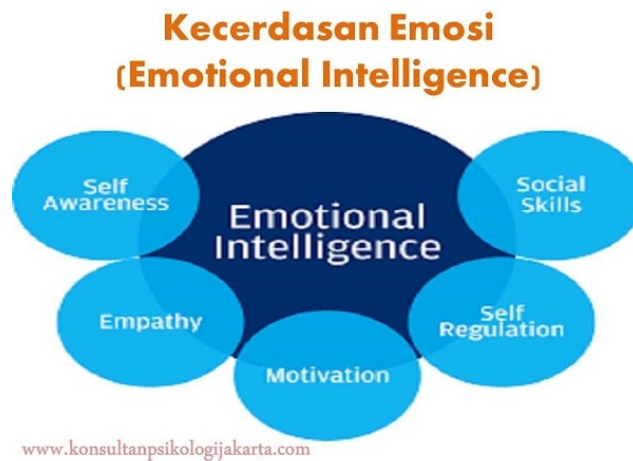 Kecerdasan Emosi
(Emotional Intelligence)
Self
Awareness
Emotional
Intelligence
Social
Skills
Empathy
Self
Regulation
Motivation
www.konsultanpsikologijakarta.com